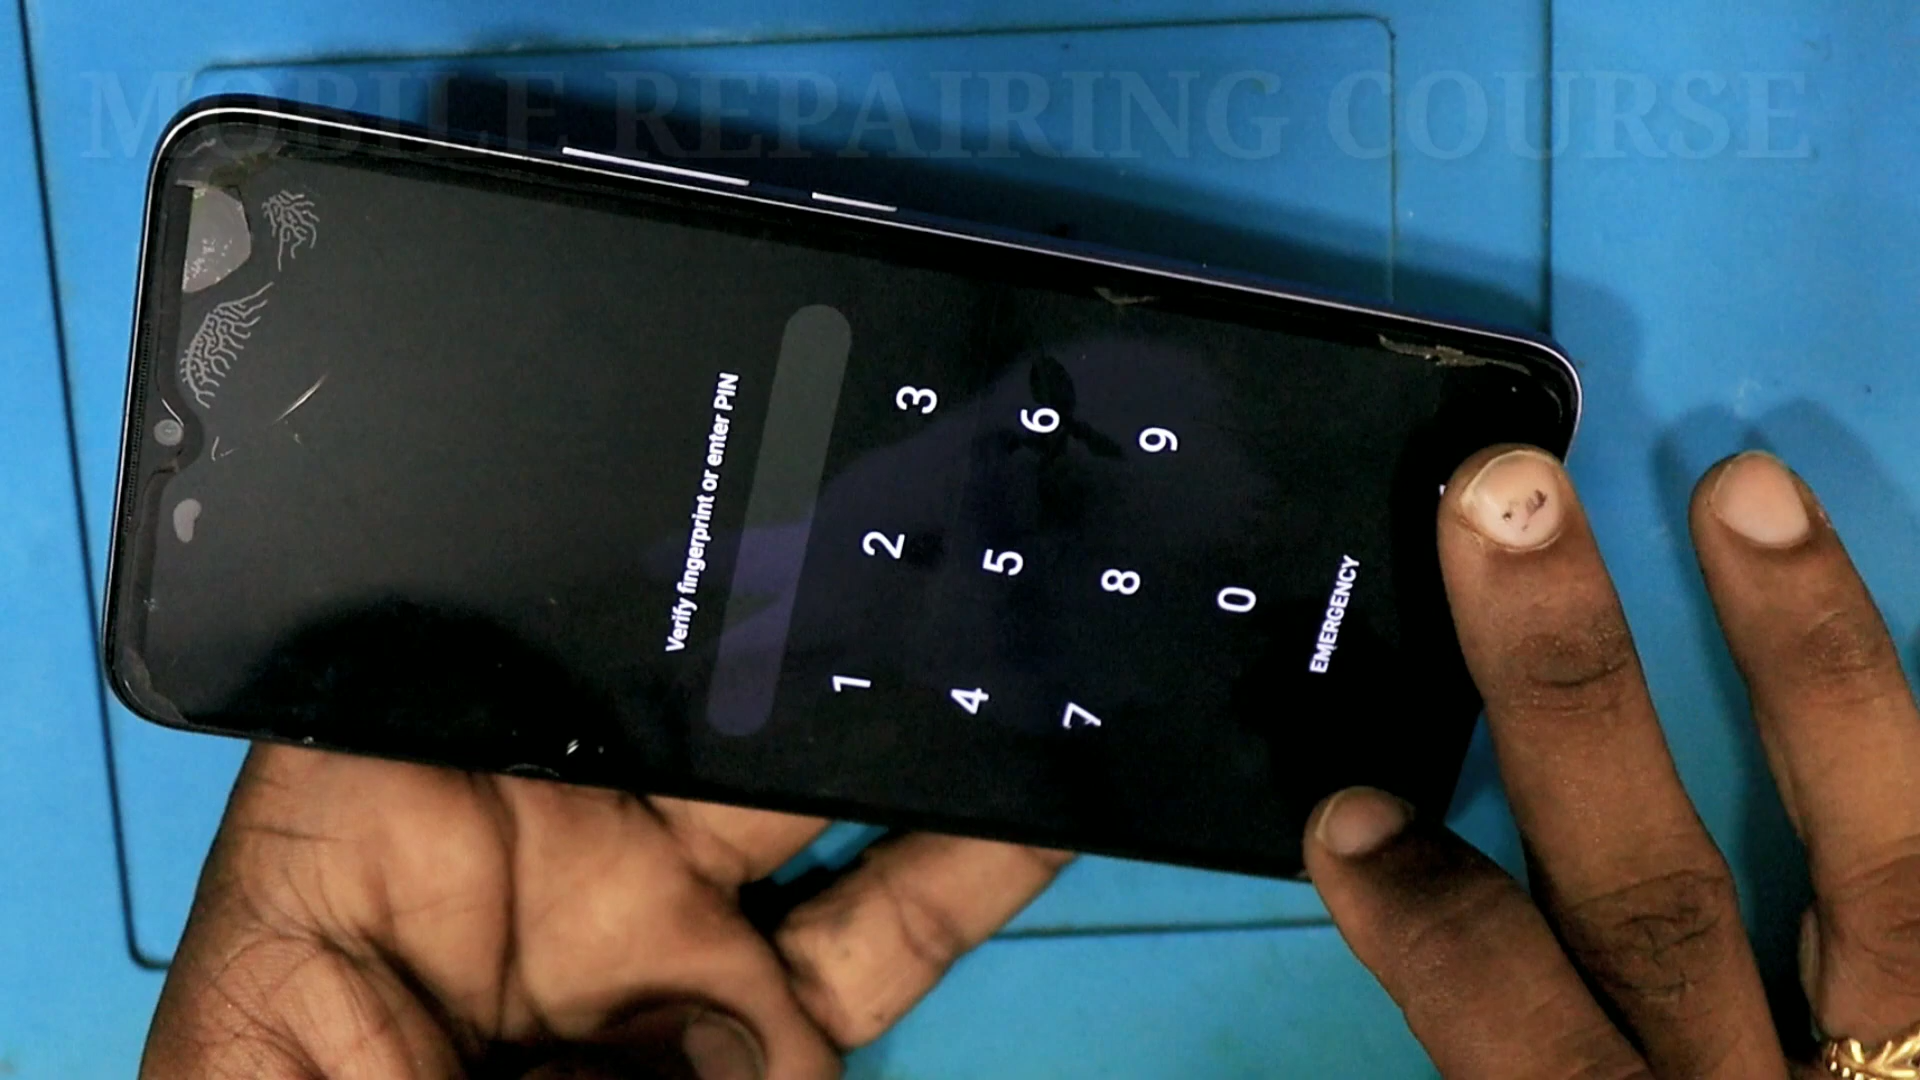 MOBILE REPAIRING COURSE
Verify fingerprint or enter PIN
1 2 3
4 5 6
7 8 9
0
EMERGENCY